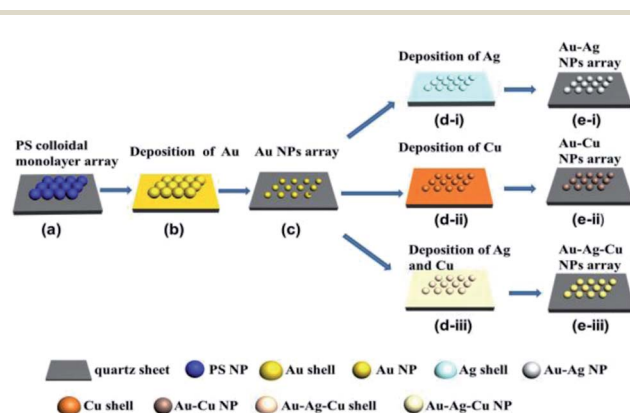 PS colloidal
monolayer array
(a)
Deposition of Au
(b)
Au NPs array
(c)
Deposition of Ag
(d-i)
Au-Ag
NPs array
(e-i)
Deposition of Cu
(d-ii)
Au-Cu
NPs array
(e-ii)
Deposition of Ag
and Cu
(d-iii)
Au-Ag-Cu
NPs array
(e-iii)
quartz sheet PS NP Au shell Au NP Ag shell Au-Ag NP
Cu shell Au-Cu NP Au-Ag-Cu shell Au-Ag-Cu NP